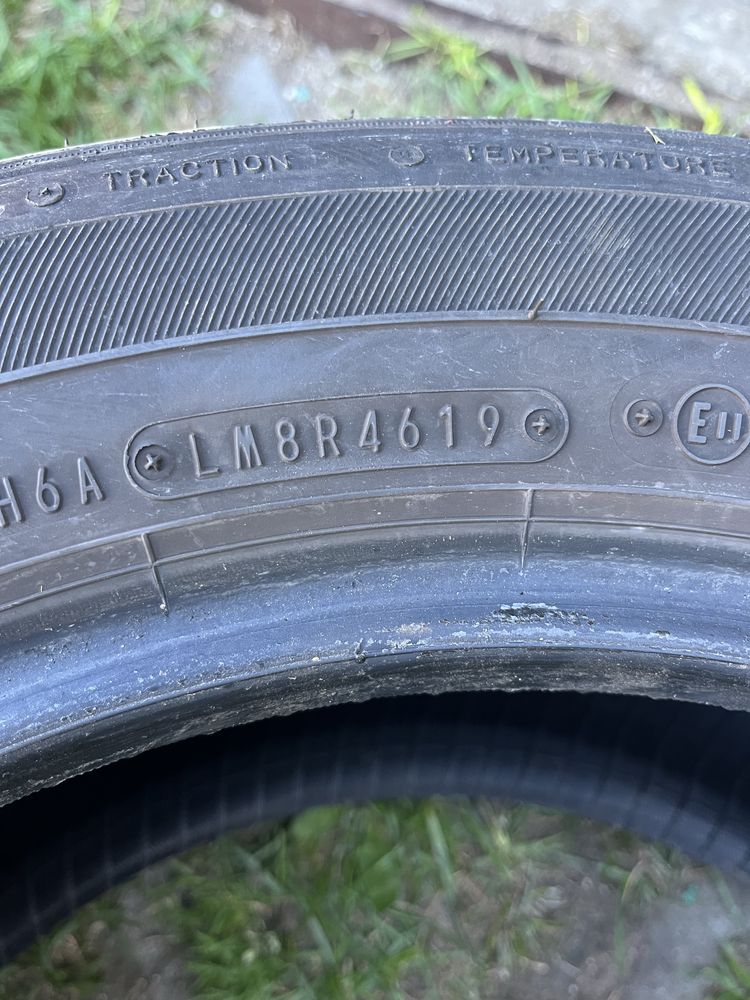 TRACTION TEMPERATURE
H6A LM8R4619 E11